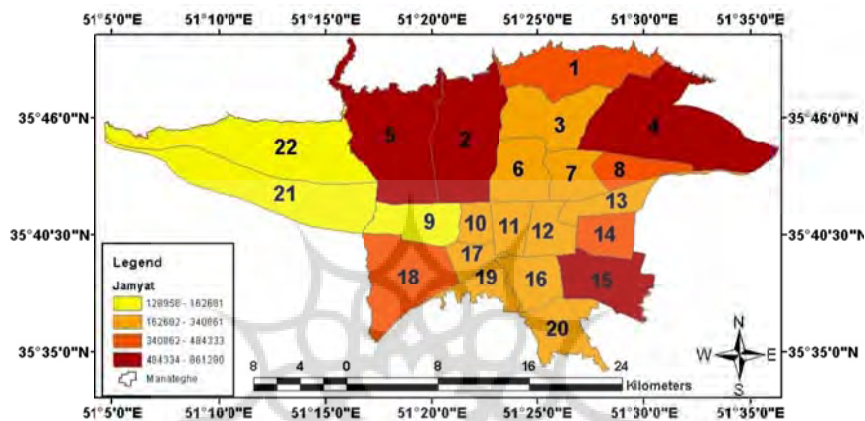 51°5'0"E 51°10'0"E 51°15'0"E 51°20'0"E 51°25'0"E 51°30'0"E 51°35'0"E
35°46'0"N 35°46'0"N
35°40'30"N 35°40'30"N
35°35'0"N 35°35'0"N
1
3
4
5
2
22
6
7
8
21
13
9
10
11
12
14
17
18
19
16
15
20
Legend
Jamyat
128958 - 162681
162682 - 340861
340862 - 484333
484334 - 861280
Manateghe
N
W E
S
8 4 0 8 16 24
Kilometers
51°5'0"E 51°10'0"E 51°15'0"E 51°20'0"E 51°25'0"E 51°30'0"E 51°35'0"E